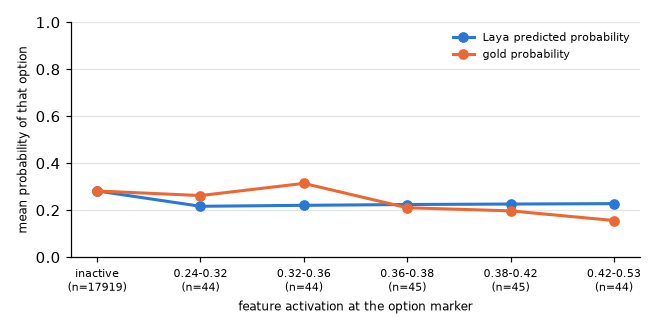 1.0
0.8
0.6
0.4
0.2
0.0
mean probability of that option
Laya predicted probability
gold probability
inactive
(n=17919)
0.24-0.32
(n=44)
0.32-0.36
(n=44)
0.36-0.38
(n=45)
0.38-0.42
(n=45)
0.42-0.53
(n=44)
feature activation at the option marker